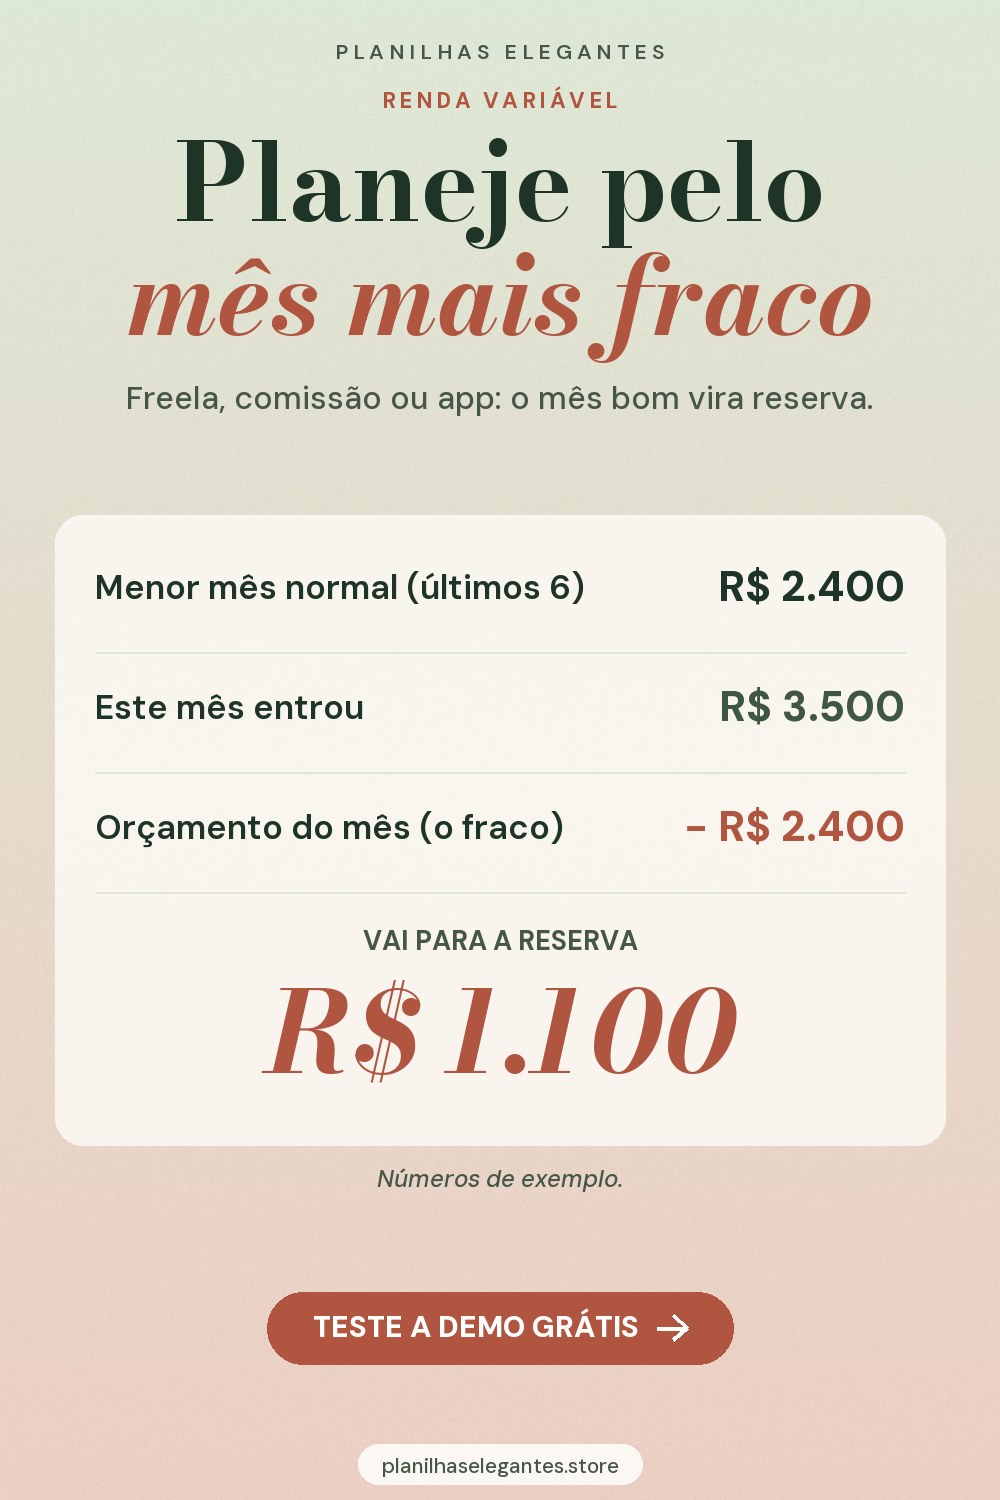 PLANILHAS ELEGANTES
RENDA VARIÁVEL
Planeje pelo
mês mais fraco
Freela, comissão ou app: o mês bom vira reserva.
Menor mês normal (últimos 6) R$ 2.400
Este mês entrou R$ 3.500
Orçamento do mês (o fraco) – R$ 2.400
VAI PARA A RESERVA
R$ 1.100
Números de exemplo.
TESTE A DEMO GRÁTIS →
planilhaselegantes.store